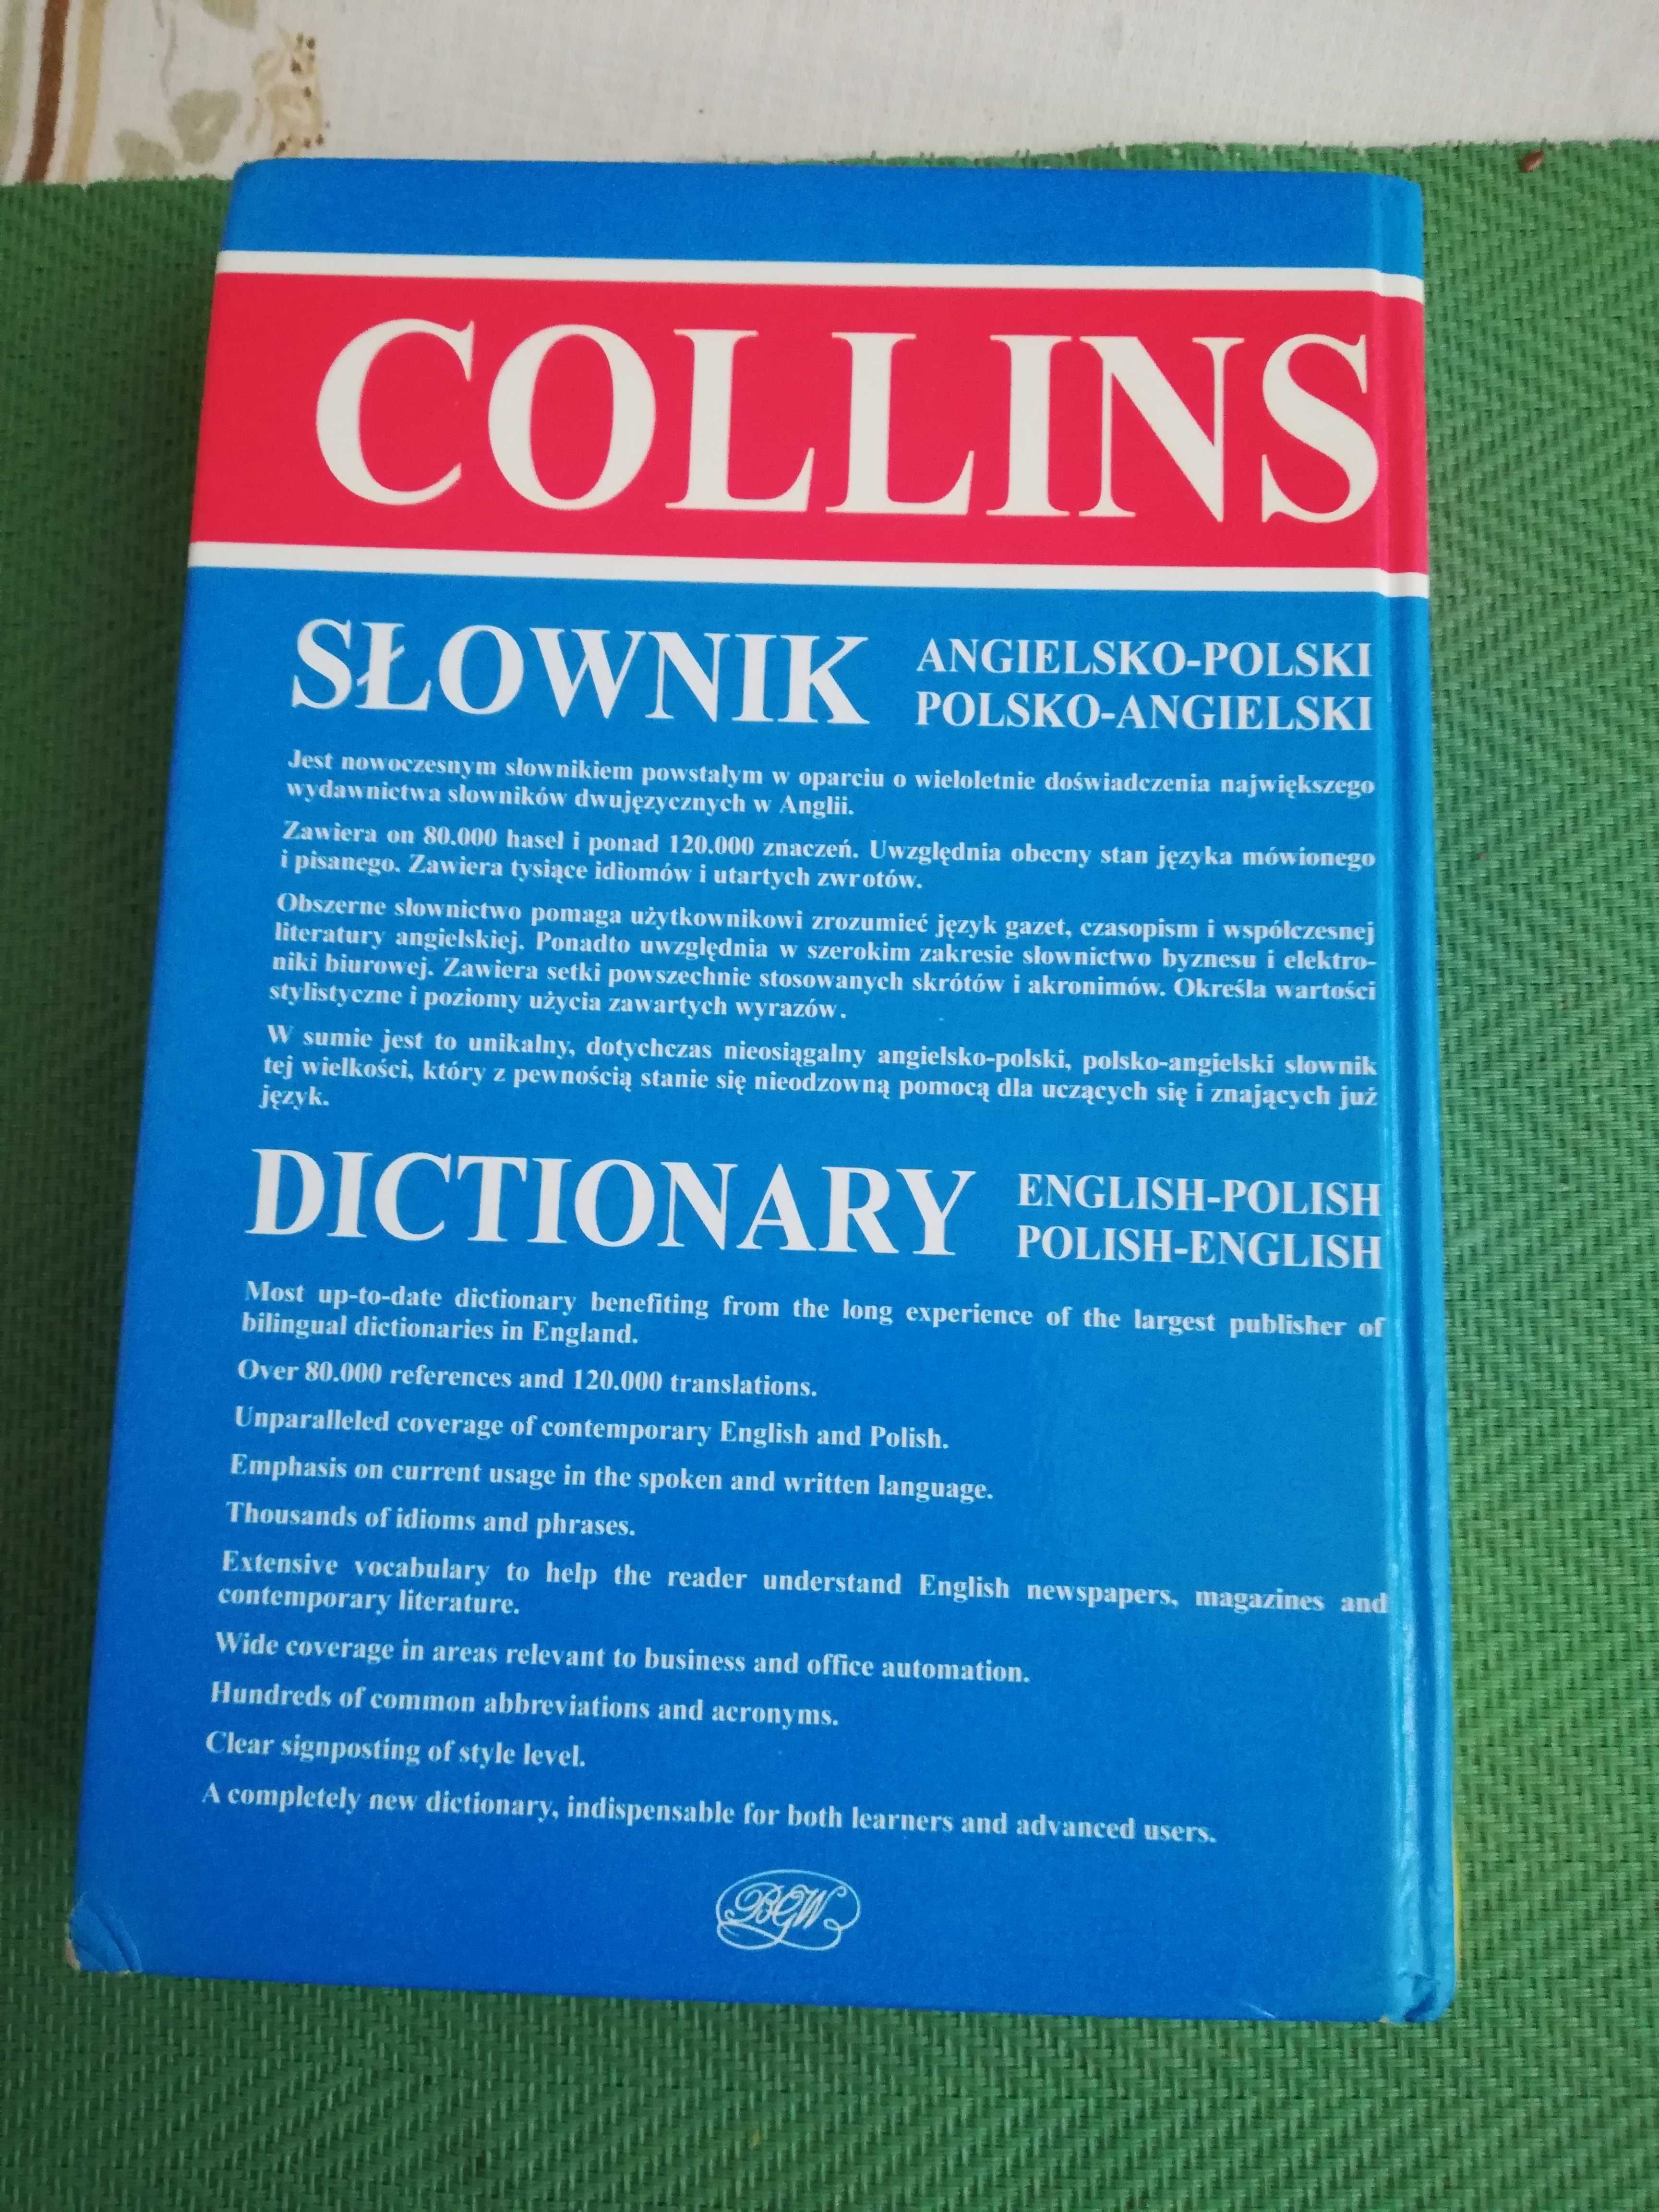 COLLINS
SŁOWNIK
ANGIELSKO-POLSKI
POLSKO-ANGIELSKI
Jest nowoczesnym słownikiem powstałym w oparciu o wieloletnie doświadczenia największego
wydawnictwa słowników dwujęzycznych w Anglii.
Zawiera on 80.000 haseł i ponad 120.000 znaczeń. Uwzględnia obecny stan języka mówionego
i pisanego. Zawiera tysiące idiomów i utartych zwrotów.
Obszerne słownictwo pomaga użytkownikowi zrozumieć język gazet, czasopism i współczesnej
literatury angielskiej. Ponadto uwzględnia w szerokim zakresie słownictwo byznesu i elektro-
niki biurowej. Zawiera setki powszechnie stosowanych skrótów i akronimów. Określa wartości
stylistyczne i poziomy użycia zawartych wyrazów.
W sumie jest to unikalny, dotychczas nieosiągalny angielsko-polski, polsko-angielski słownik
tej wielkości, który z pewnością stanie się nieodzowną pomocą dla uczących się i znających już
język.
DICTIONARY
ENGLISH-POLISH
POLISH-ENGLISH
Most up-to-date dictionary benefiting from the long experience of the largest publisher of
bilingual dictionaries in England.
Over 80.000 references and 120.000 translations.
Unparalleled coverage of contemporary English and Polish.
Emphasis on current usage in the spoken and written language.
Thousands of idioms and phrases.
Extensive vocabulary to help the reader understand English newspapers, magazines and
contemporary literature.
Wide coverage in areas relevant to business and office automation.
Hundreds of common abbreviations and acronyms.
Clear signposting of style level.
A completely new dictionary, indispensable for both learners and advanced users.
BGW